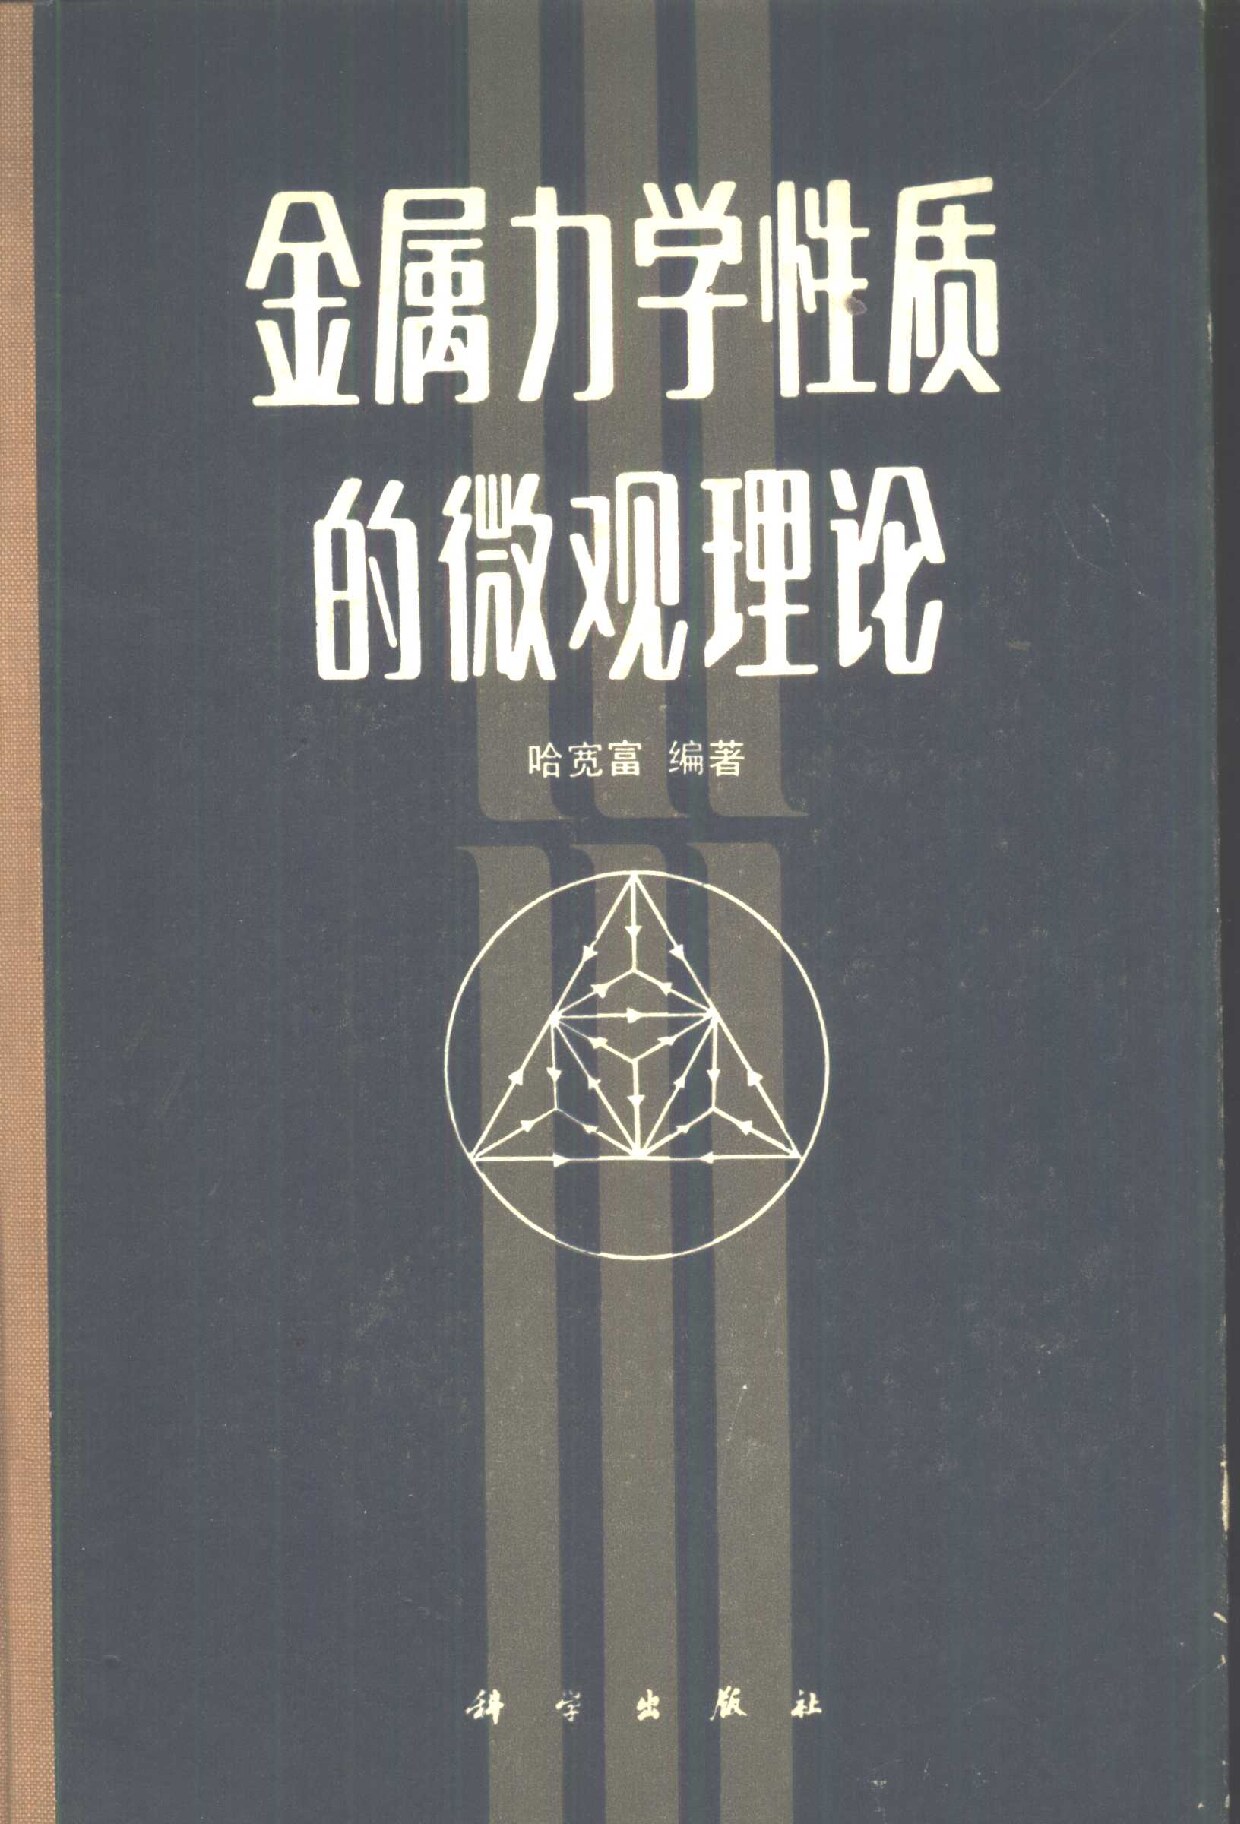 金属力学性质
的微观理论
哈宽富 编著
科学出版社